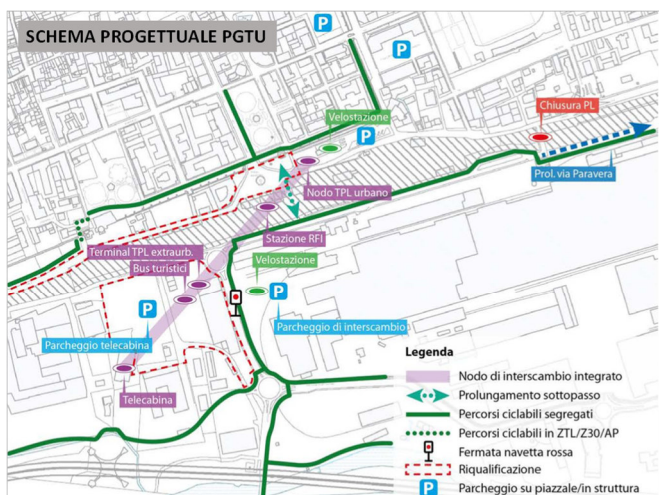 SCHEMA PROGETTUALE PGTU
P
P
Velostazione
P
Chiusura PL
Prol. via Paravera
Nodo TPL urbano
Stazione RFI
Terminal TPL extraurb.
Bus turistici
Velostazione
P
P
Parcheggio di interscambio
Parcheggio telecabina
Telecabina
Legenda
Nodo di interscambio integrato
Prolungamento sottopasso
Percorsi ciclabili segregati
Percorsi ciclabili in ZTL/Z30/AP
Fermata navetta rossa
Riqualificazione
P Parcheggio su piazzale/in struttura